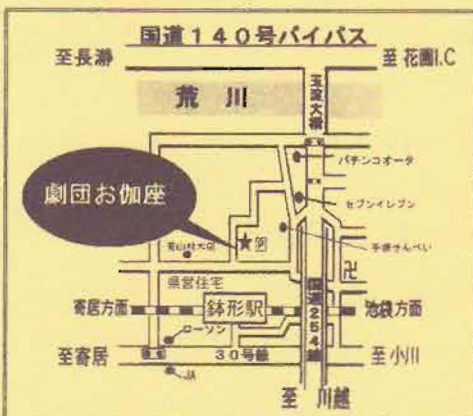 国道140号バイパス
至長瀞
至花園I.C
荒川
玉淀大橋
パチンコオータ
劇団お伽座
セブンイレブン
手焼せんべい
県営住宅
国道254線
寄居方面
鉢形駅
池袋方面
ローソン
至寄居
30号線
至小川
JA
至川越